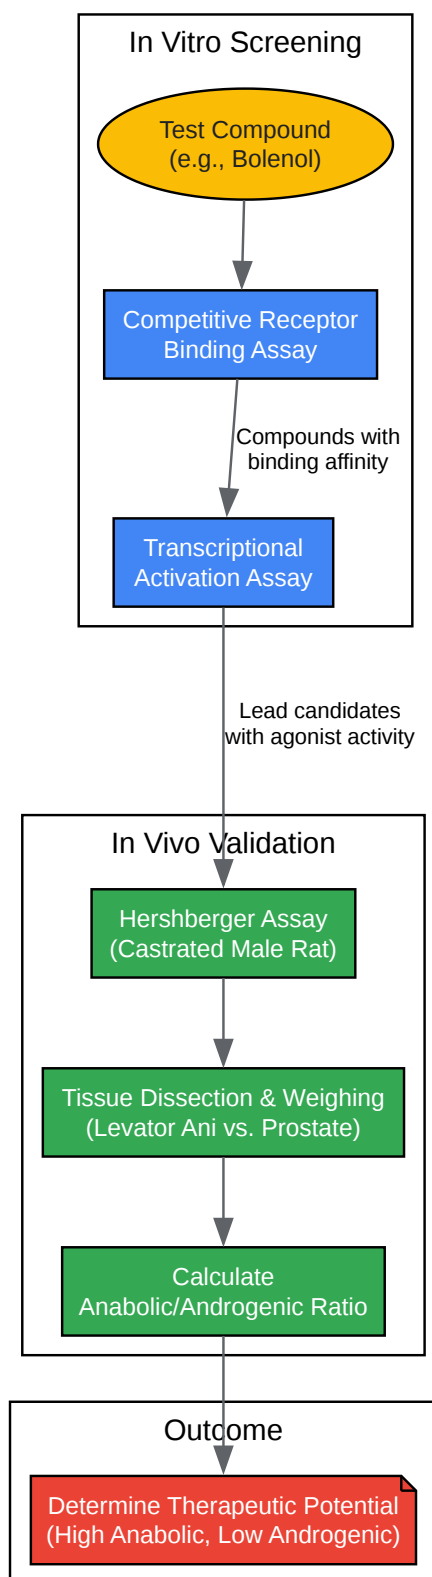 In Vitro Screening
Test Compound
(e.g., Bolenol)
Competitive Receptor
Binding Assay
Compounds with
binding affinity
Transcriptional
Activation Assay
Lead candidates
with agonist activity
In Vivo Validation
Hershberger Assay
(Castrated Male Rat)
Tissue Dissection & Weighing
(Levator Ani vs. Prostate)
Calculate
Anabolic/Androgenic Ratio
Outcome
Determine Therapeutic Potential
(High Anabolic, Low Androgenic)